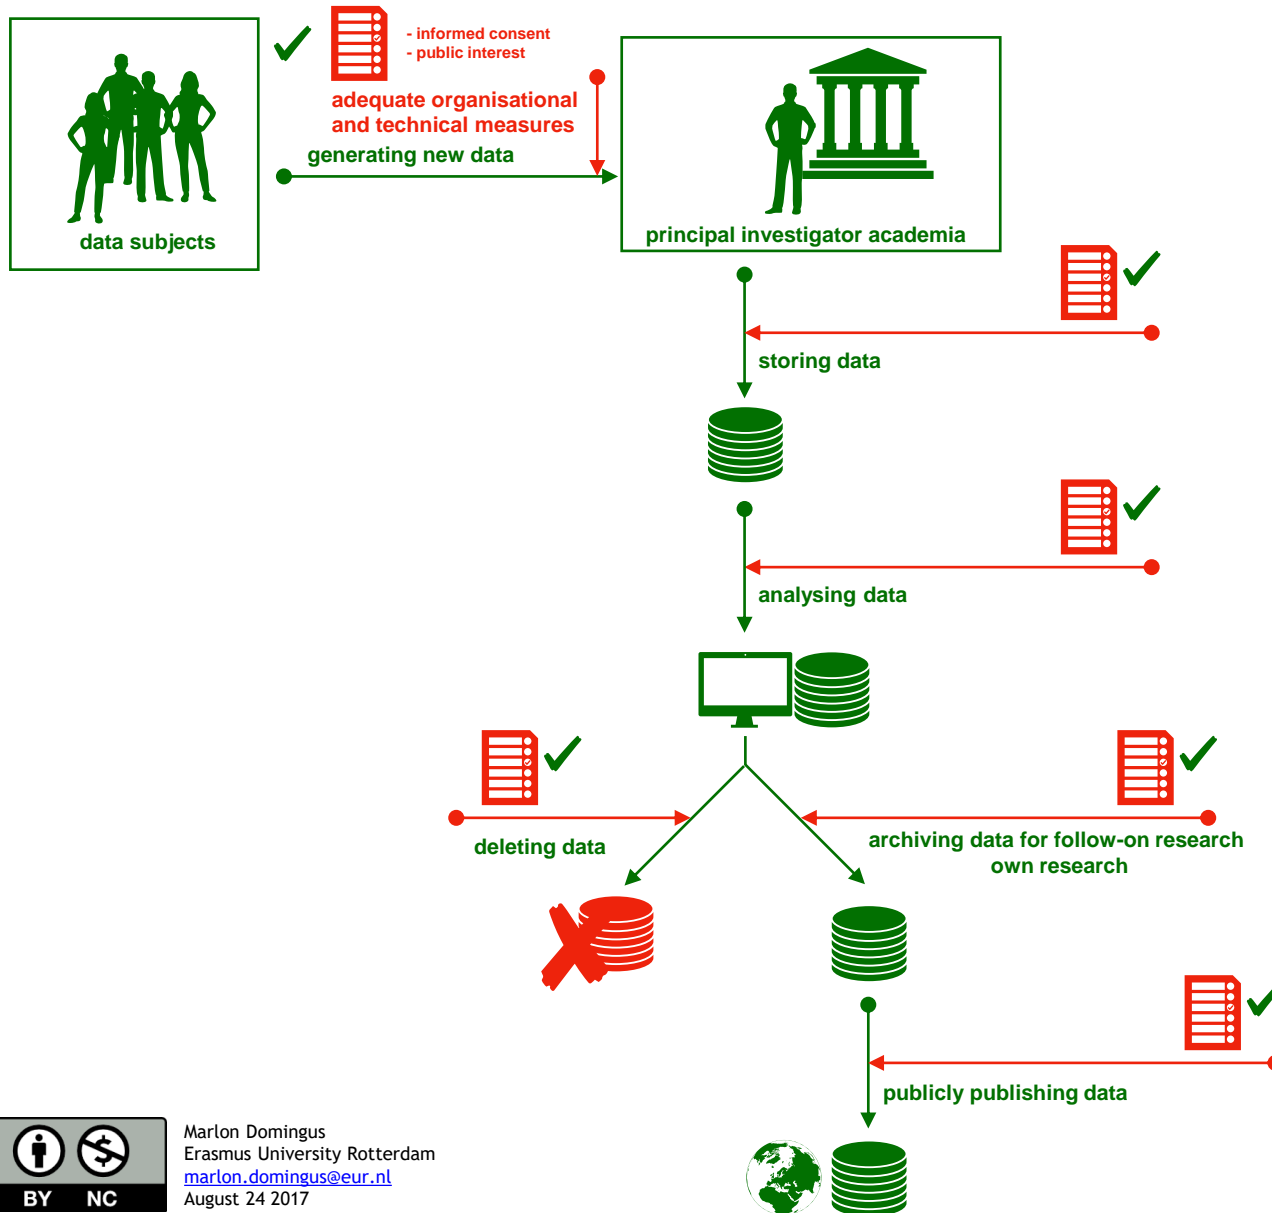 - informed consent
- public interest
adequate organisational
and technical measures
generating new data
data subjects
principal investigator academia
storing data
analysing data
deleting data
archiving data for follow-on research
own research
publicly publishing data
Marlon Domingus
Erasmus University Rotterdam
marlon.domingus@eur.nl
August 24 2017
BY NC